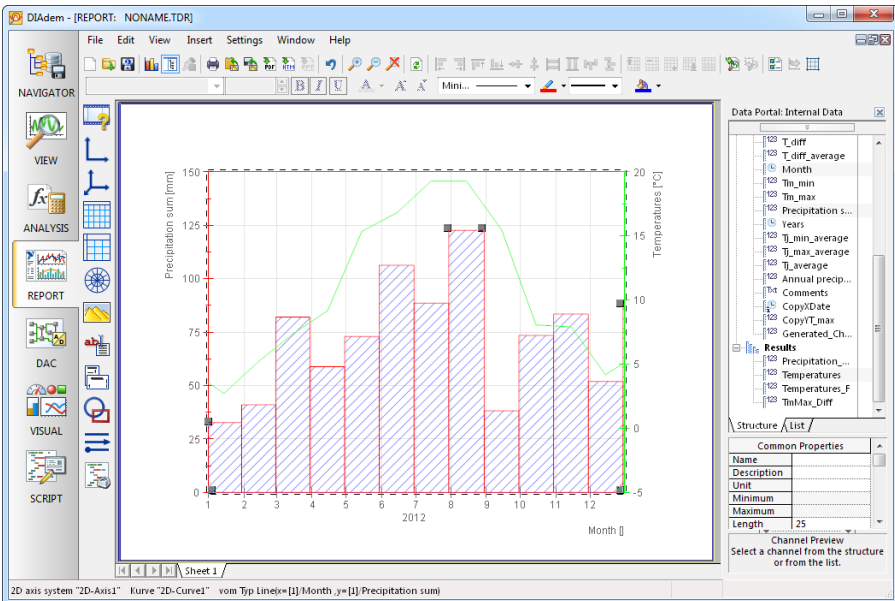 DIAdem - [REPORT: NONAME.TDR]
File Edit View Insert Settings Window Help
NAVIGATOR
VIEW
ANALYSIS
REPORT
DAC
VISUAL
SCRIPT
B I U A A A Mini...
Precipitation sum [mm]
150
125
100
75
50
25
0
1 2 3 4 5 6 7 8 9 10 11 12
2012
Month []
Temperatures [°C]
20
15
10
5
0
-5
Sheet 1
Data Portal: Internal Data
T_diff
T_diff_average
Month
Tm_min
Tm_max
Precipitation s...
Years
Tj_min_average
Tj_max_average
Tj_average
Annual precip...
Comments
CopyXDate
CopyYT_max
Generated_Ch...
Results
Precipitation_...
Temperatures
Temperatures_F
TmMax_Diff
Structure List
Common Properties
Name
Description
Unit
Minimum
Maximum
Length 25
Channel Preview
Select a channel from the structure
or from the list.
2D axis system "2D-Axis1" Kurve "2D-Curve1" vom Typ Line(x=[1]/Month ,y=[1]/Precipitation sum)